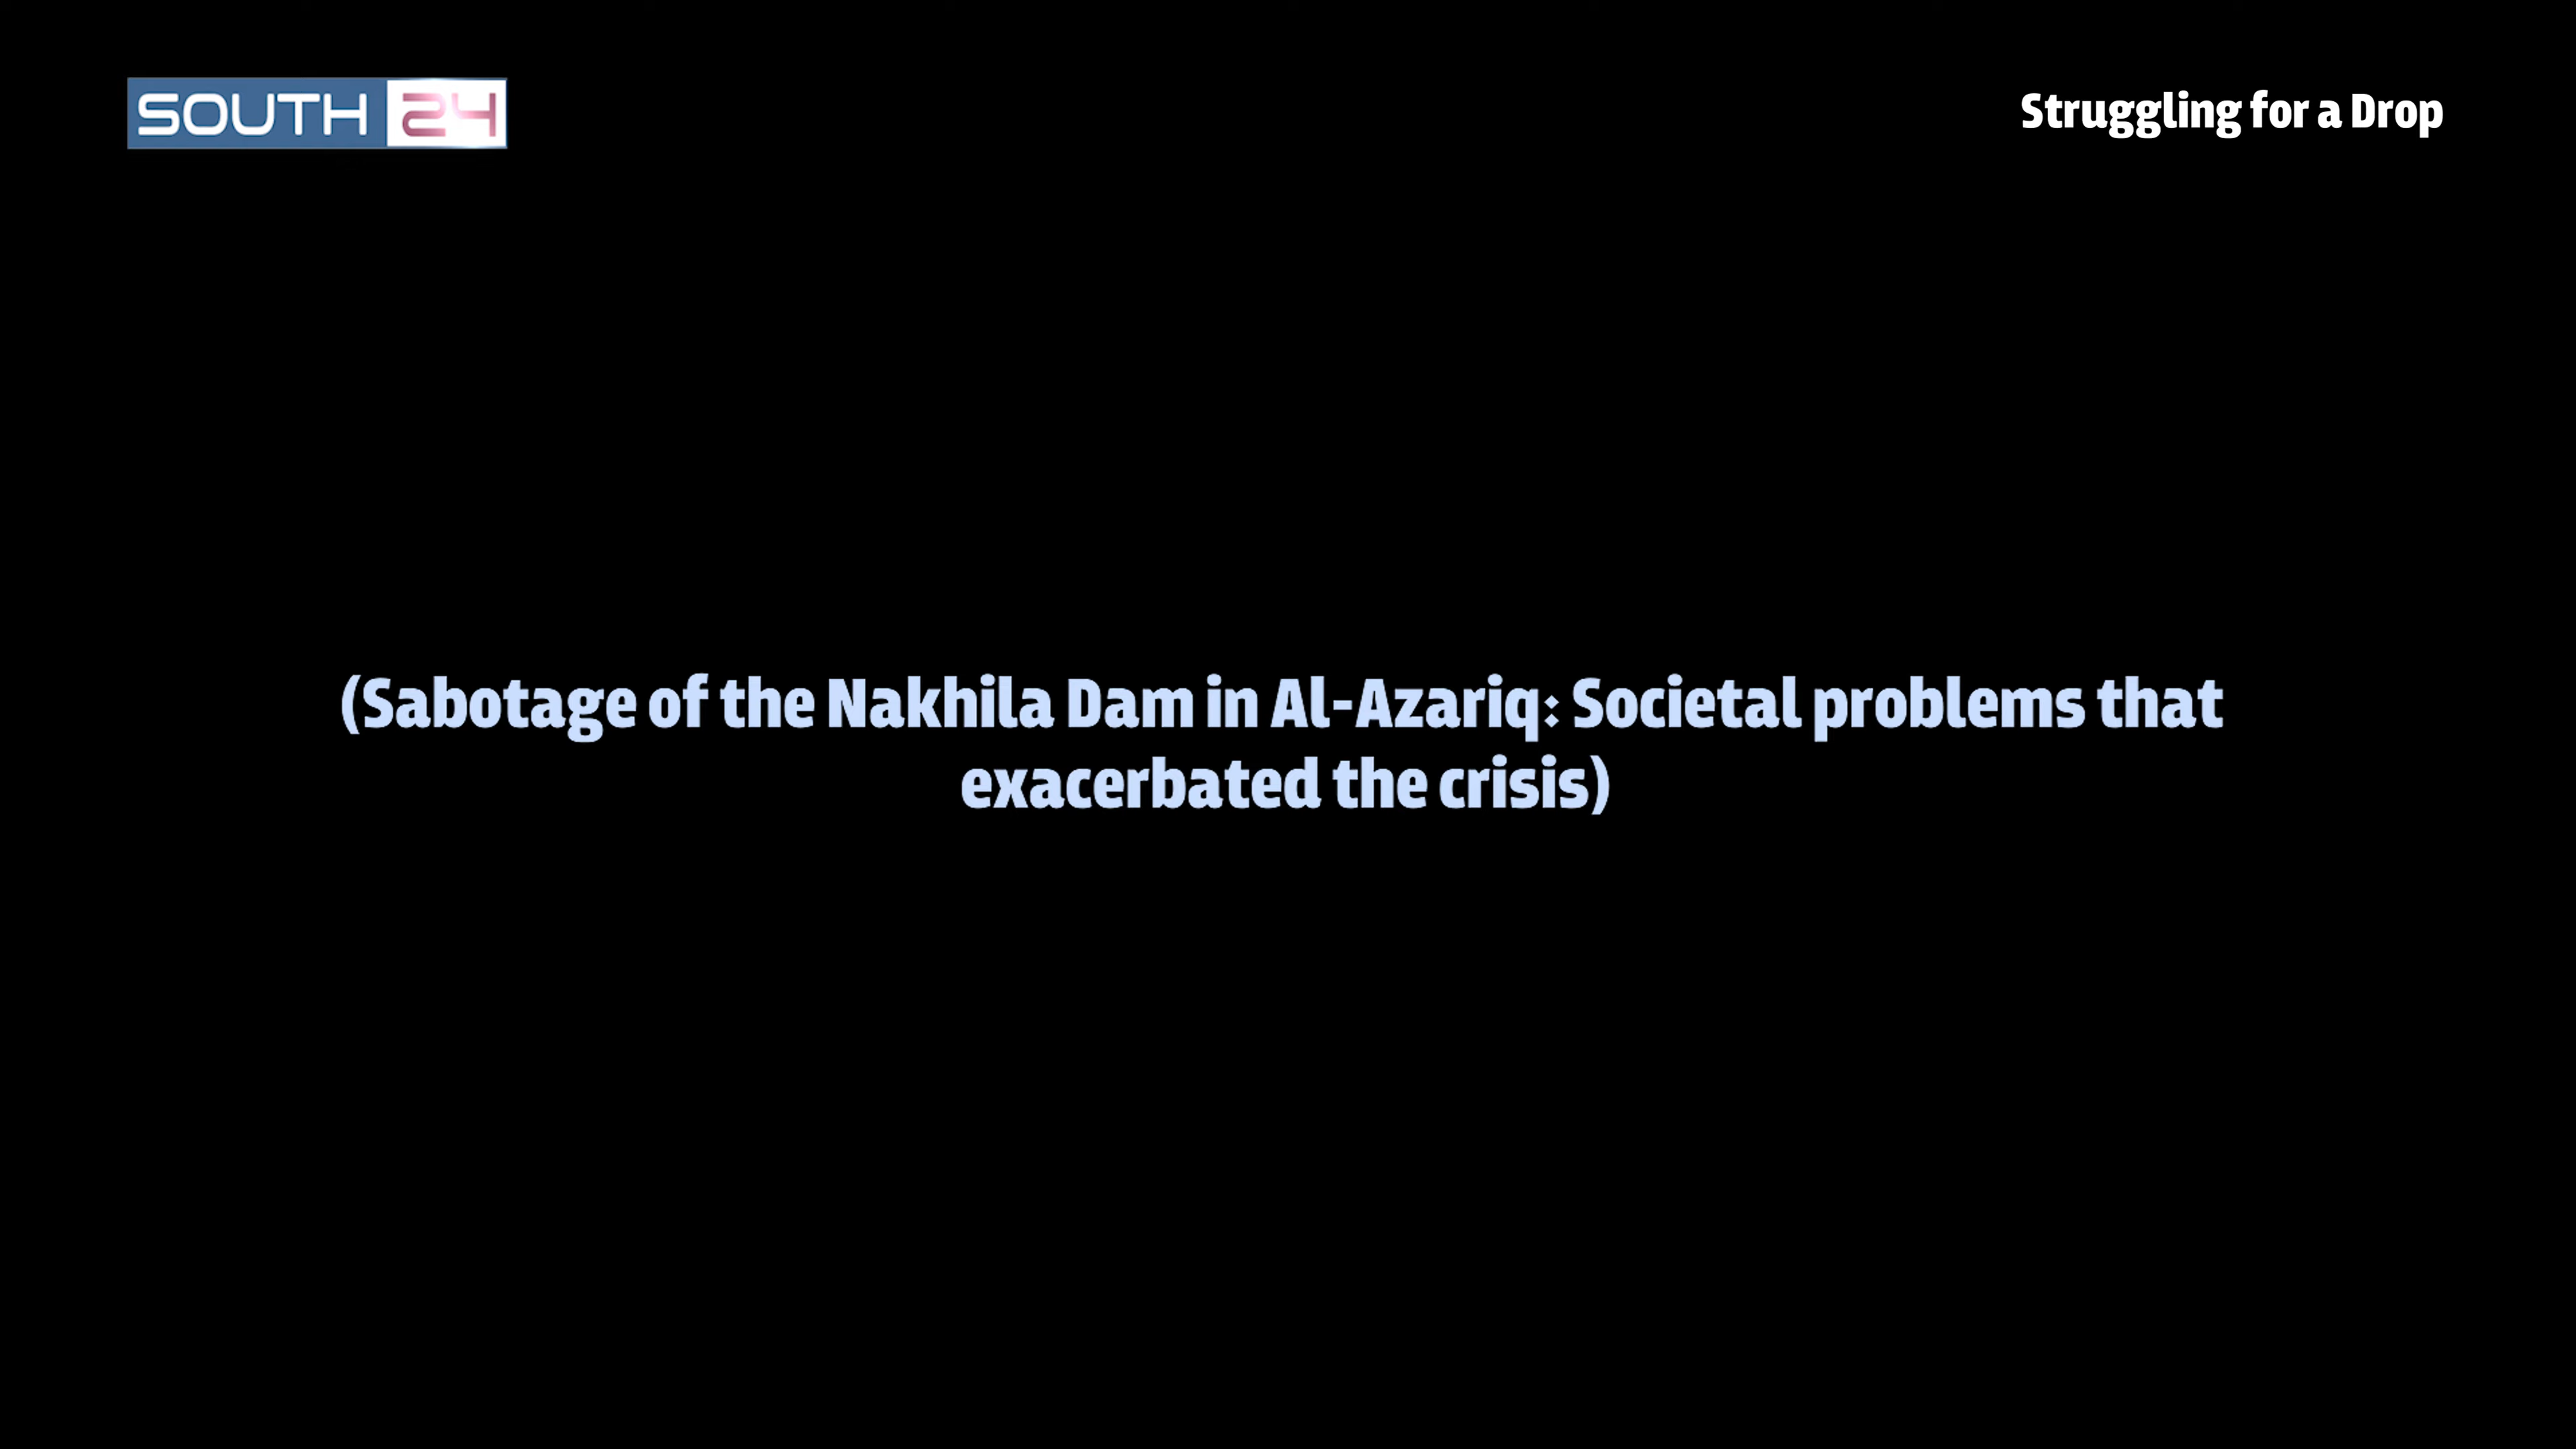 SOUTH 24
Struggling for a Drop
(Sabotage of the Nakhila Dam in Al-Azariq: Societal problems that
exacerbated the crisis)